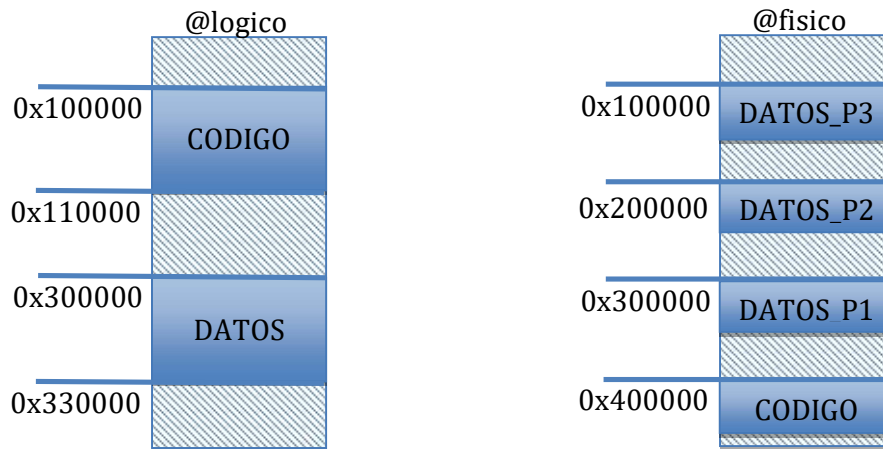 @logico
0x100000
CODIGO
0x110000
0x300000
DATOS
0x330000
@fisico
0x100000
DATOS_P3
0x200000
DATOS_P2
0x300000
DATOS_P1
0x400000
CODIGO